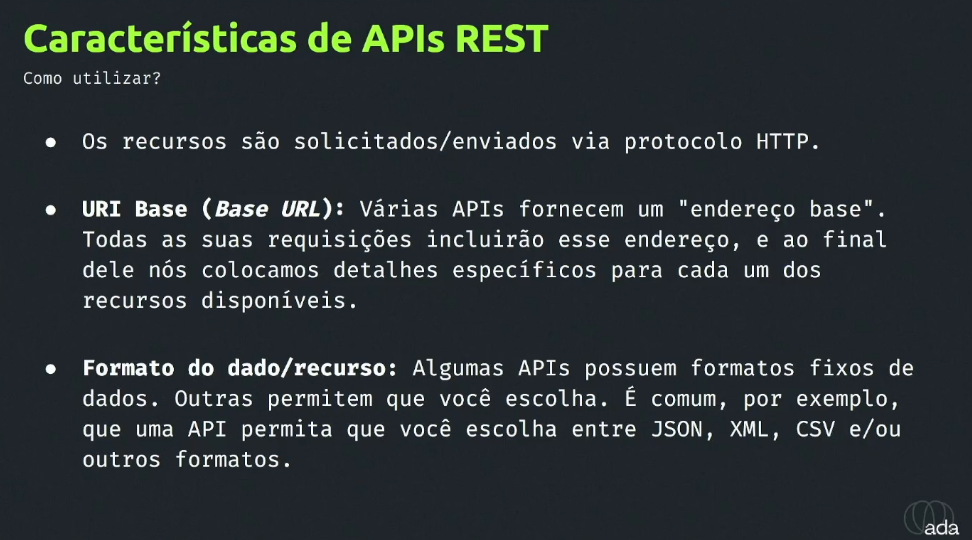 Características de APIs REST
Como utilizar?
● Os recursos são solicitados/enviados via protocolo HTTP.
● URI Base (Base URL): Várias APIs fornecem um "endereço base".
Todas as suas requisições incluirão esse endereço, e ao final
dele nós colocamos detalhes específicos para cada um dos
recursos disponíveis.
● Formato do dado/recurso: Algumas APIs possuem formatos fixos de
dados. Outras permitem que você escolha. É comum, por exemplo,
que uma API permita que você escolha entre JSON, XML, CSV e/ou
outros formatos.
ada